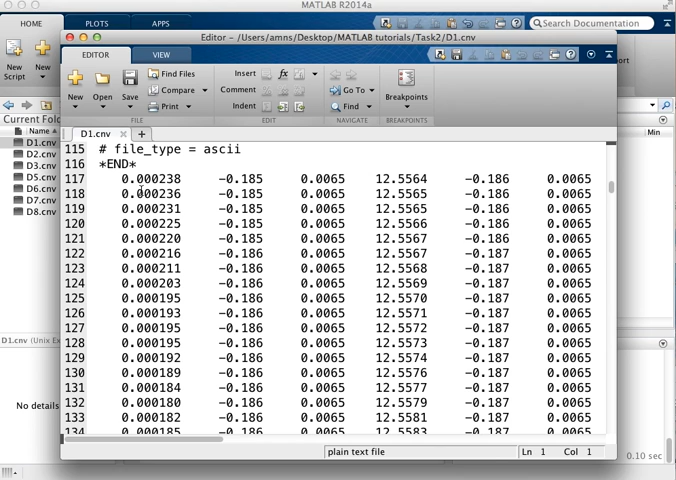 MATLAB R2014a
HOME PLOTS APPS
Search Documentation
New Script
New
Current Fold
Name
D1.cnv
D2.cnv
D3.cnv
D5.cnv
D6.cnv
D7.cnv
D8.cnv
D1.cnv (Unix Ex
No details
Min
0.10 sec
Editor - /Users/amns/Desktop/MATLAB tutorials/Task2/D1.cnv
EDITOR VIEW
New Open Save
Find Files
Compare
Print
Insert
Comment
Indent
fx
Go To
Find
Breakpoints
FILE EDIT NAVIGATE BREAKPOINTS
D1.cnv
115 # file_type = ascii
116 *END*
117 0.000238 -0.185 0.0065 12.5564 -0.186 0.0065
118 0.000236 -0.185 0.0065 12.5565 -0.186 0.0065
119 0.000231 -0.185 0.0065 12.5565 -0.186 0.0065
120 0.000225 -0.185 0.0065 12.5566 -0.186 0.0065
121 0.000220 -0.185 0.0065 12.5567 -0.186 0.0065
122 0.000216 -0.186 0.0065 12.5567 -0.187 0.0065
123 0.000211 -0.186 0.0065 12.5568 -0.187 0.0065
124 0.000203 -0.186 0.0065 12.5569 -0.187 0.0065
125 0.000195 -0.186 0.0065 12.5570 -0.187 0.0065
126 0.000193 -0.186 0.0065 12.5571 -0.187 0.0065
127 0.000195 -0.186 0.0065 12.5572 -0.187 0.0065
128 0.000195 -0.186 0.0065 12.5573 -0.187 0.0065
129 0.000192 -0.186 0.0065 12.5574 -0.187 0.0065
130 0.000189 -0.186 0.0065 12.5576 -0.187 0.0065
131 0.000184 -0.186 0.0065 12.5577 -0.187 0.0065
132 0.000180 -0.186 0.0065 12.5579 -0.187 0.0065
133 0.000182 -0.186 0.0065 12.5581 -0.187 0.0065
134 0.000185 -0.186 0.0065 12.5583 -0.187 0.0065
plain text file Ln 1 Col 1